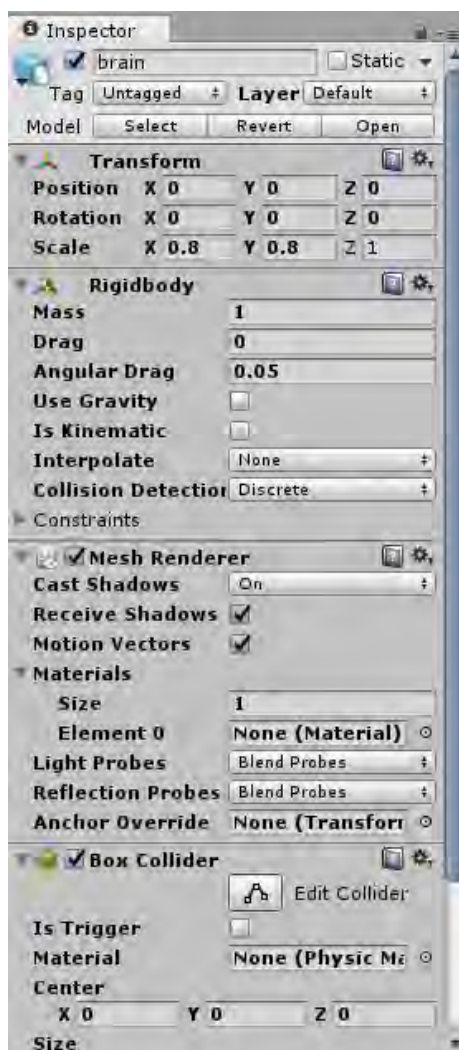 Inspector
brain Static
Tag Untagged Layer Default
Model Select Revert Open
Transform
Position X 0 Y 0 Z 0
Rotation X 0 Y 0 Z 0
Scale X 0.8 Y 0.8 Z 1
Rigidbody
Mass 1
Drag 0
Angular Drag 0.05
Use Gravity
Is Kinematic
Interpolate None
Collision Detection Discrete
Constraints
Mesh Renderer
Cast Shadows On
Receive Shadows
Motion Vectors
Materials
Size 1
Element 0 None (Material)
Light Probes Blend Probes
Reflection Probes Blend Probes
Anchor Override None (Transforr
Box Collider
Edit Collider
Is Trigger
Material None (Physic Ma
Center
X 0 Y 0 Z 0
Size